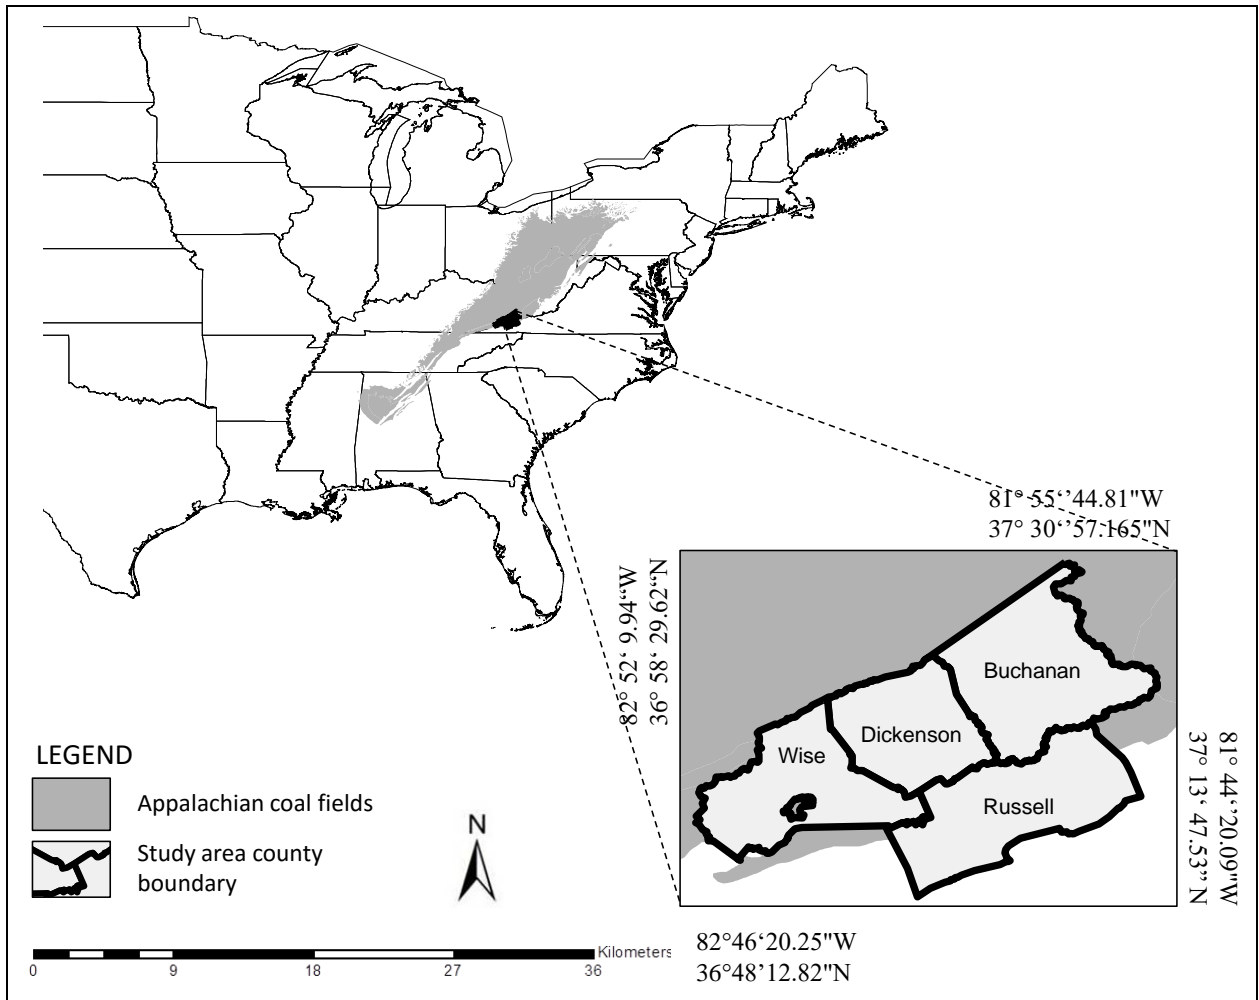 81° 55‘’44.81"W
37° 30‘’57.165"N
82° 52‘ 9.94”W
36° 58‘ 29.62”N
Buchanan
Dickenson
Wise
Russell
81° 44‘’20.09"W
37° 13‘ 47.53” N
LEGEND
Appalachian coal fields
Study area county
boundary
N
Kilometers
0 9 18 27 36
82°46‘20.25"W
36°48’12.82"N